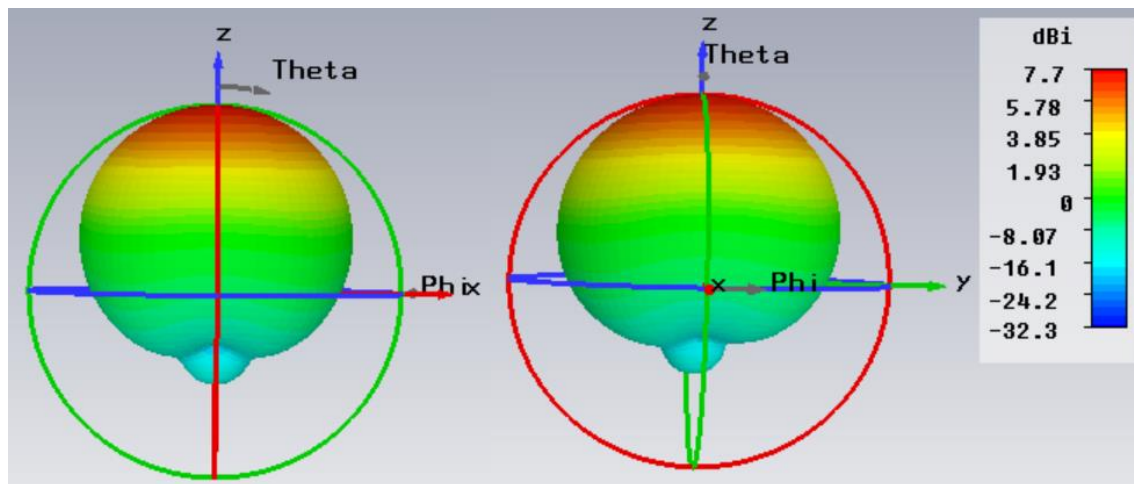 z
Theta
Phi x
z
Theta
x Phi y
dBi
7.7
5.78
3.85
1.93
0
-8.07
-16.1
-24.2
-32.3